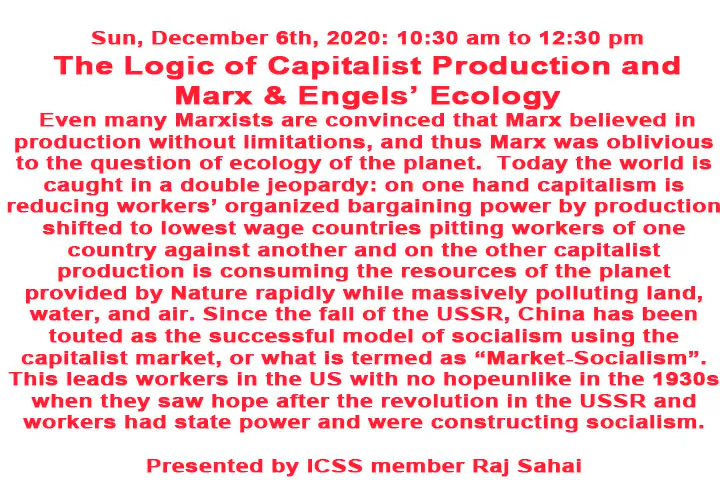 Sun, December 6th, 2020: 10:30 am to 12:30 pm
The Logic of Capitalist Production and
Marx & Engels’ Ecology
Even many Marxists are convinced that Marx believed in
production without limitations, and thus Marx was oblivious
to the question of ecology of the planet.  Today the world is
caught in a double jeopardy: on one hand capitalism is
reducing workers’ organized bargaining power by production
shifted to lowest wage countries pitting workers of one
country against another and on the other capitalist
production is consuming the resources of the planet
provided by Nature rapidly while massively polluting land,
water, and air. Since the fall of the USSR, China has been
touted as the successful model of socialism using the
capitalist market, or what is termed as “Market-Socialism”.
This leads workers in the US with no hopeunlike in the 1930s
when they saw hope after the revolution in the USSR and
workers had state power and were constructing socialism.
Presented by ICSS member Raj Sahai